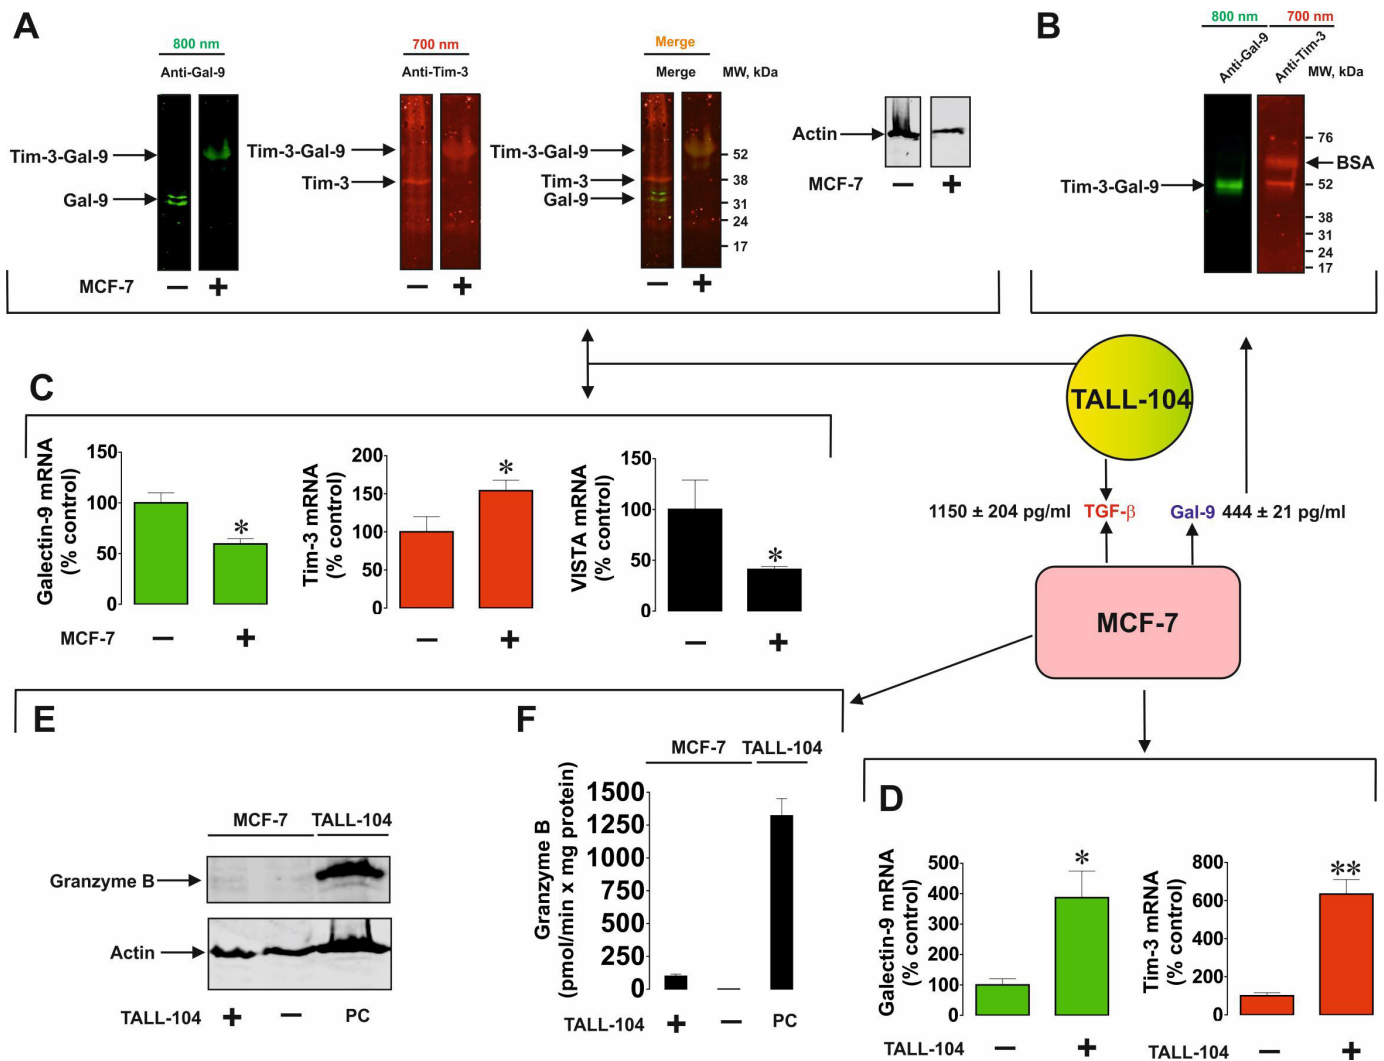 A
800 nm
Anti-Gal-9
Tim-3-Gal-9
Gal-9
MCF-7
− +
700 nm
Anti-Tim-3
Tim-3-Gal-9
Tim-3
− +
Merge
Merge
MW, kDa
Tim-3-Gal-9
Tim-3
Gal-9
52
38
31
24
17
− +
Actin
MCF-7
− +
B
800 nm 700 nm
Anti-Gal-9
Anti-Tim-3
MW, kDa
Tim-3-Gal-9
76
BSA
52
38
31
24
17
TALL-104
1150 ± 204 pg/ml TGF-β Gal-9 444 ± 21 pg/ml
MCF-7
C
Galectin-9 mRNA
(% control)
150
100
50
0
*
MCF-7 − +
Tim-3 mRNA
(% control)
200
150
100
50
0
*
− +
VISTA mRNA
(% control)
150
100
50
0
*
− +
E
MCF-7 TALL-104
Granzyme B
Actin
TALL-104 + − PC
F
MCF-7 TALL-104
Granzyme B
(pmol/min x mg protein)
1500
1250
1000
750
500
250
0
TALL-104 + − PC
D
Galectin-9 mRNA
(% control)
500
400
300
200
100
0
*
TALL-104 − +
Tim-3 mRNA
(% control)
800
600
400
200
0
**
TALL-104 − +